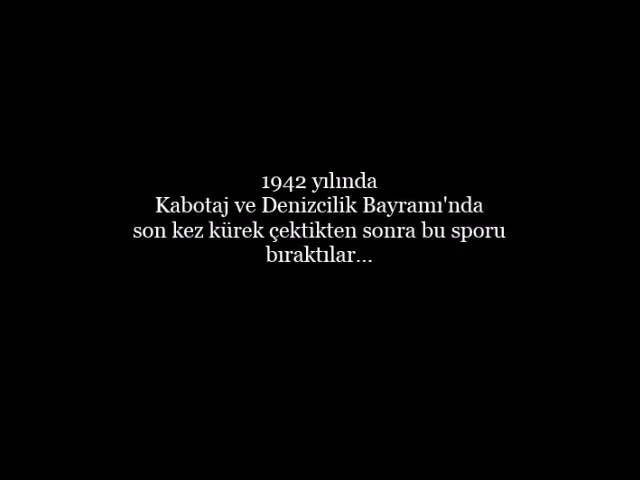 1942 yılında
Kabotaj ve Denizcilik Bayramı'nda
son kez kürek çektikten sonra bu sporu
bıraktılar...